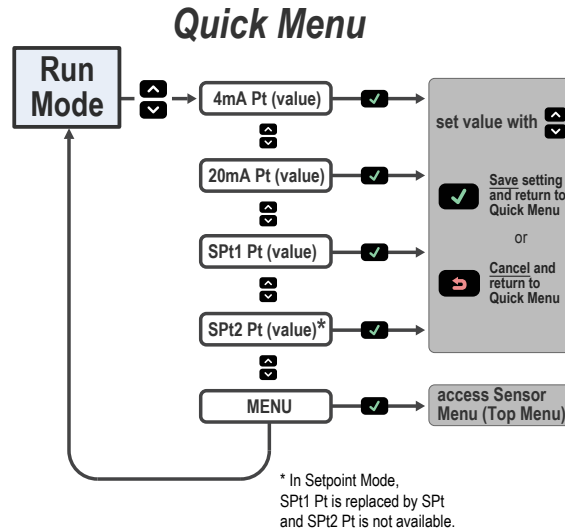 Quick Menu
Run
Mode
4mA Pt (value)
20mA Pt (value)
SPt1 Pt (value)
SPt2 Pt (value)*
MENU
set value with
Save setting
and return to
Quick Menu
or
Cancel and
return to
Quick Menu
access Sensor
Menu (Top Menu)
* In Setpoint Mode,
SPt1 Pt is replaced by SPt
and SPt2 Pt is not available.